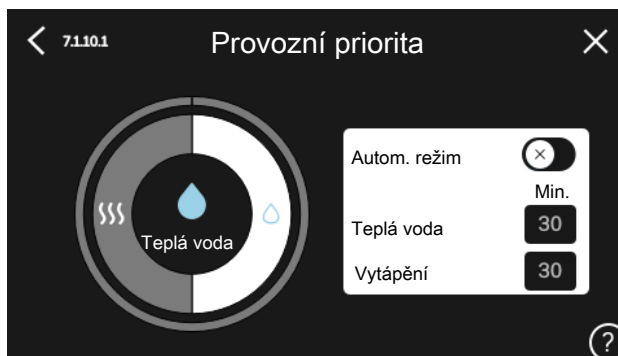 7.1.10.1 Provozní priorita
Autom. režim
Min.
Teplá voda 30
Vytápění 30
Teplá voda
?